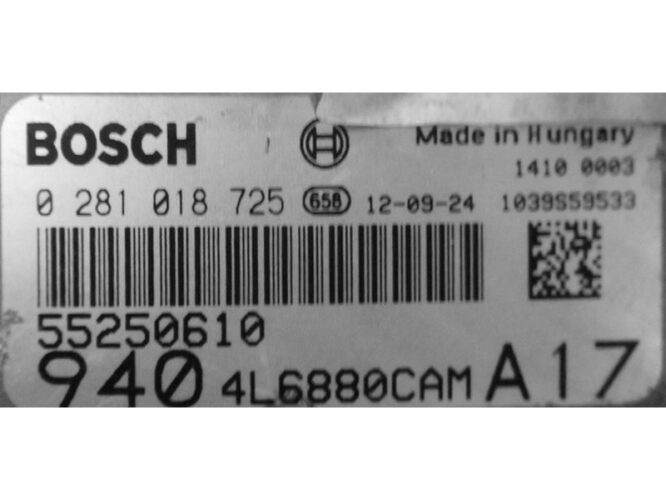 BOSCH Made in Hungary
1410 0003
0 281 018 725 658 12-09-24 1039S59533
55250610
940 4L6880CAM A17